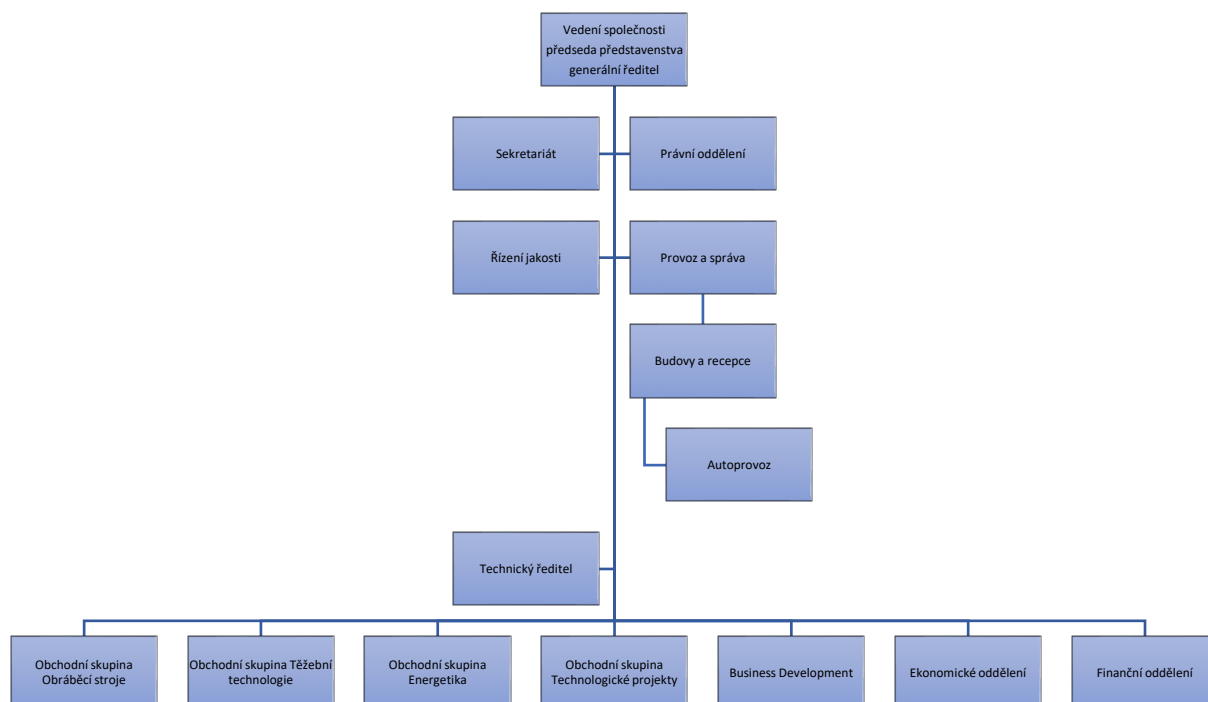 Vedení společnosti
předseda představenstva
generální ředitel
Sekretariát
Právní oddělení
Řízení jakosti
Provoz a správa
Budovy a recepce
Autoprovoz
Technický ředitel
Obchodní skupina
Obráběcí stroje
Obchodní skupina Těžební
technologie
Obchodní skupina
Energetika
Obchodní skupina
Technologické projekty
Business Development
Ekonomické oddělení
Finanční oddělení